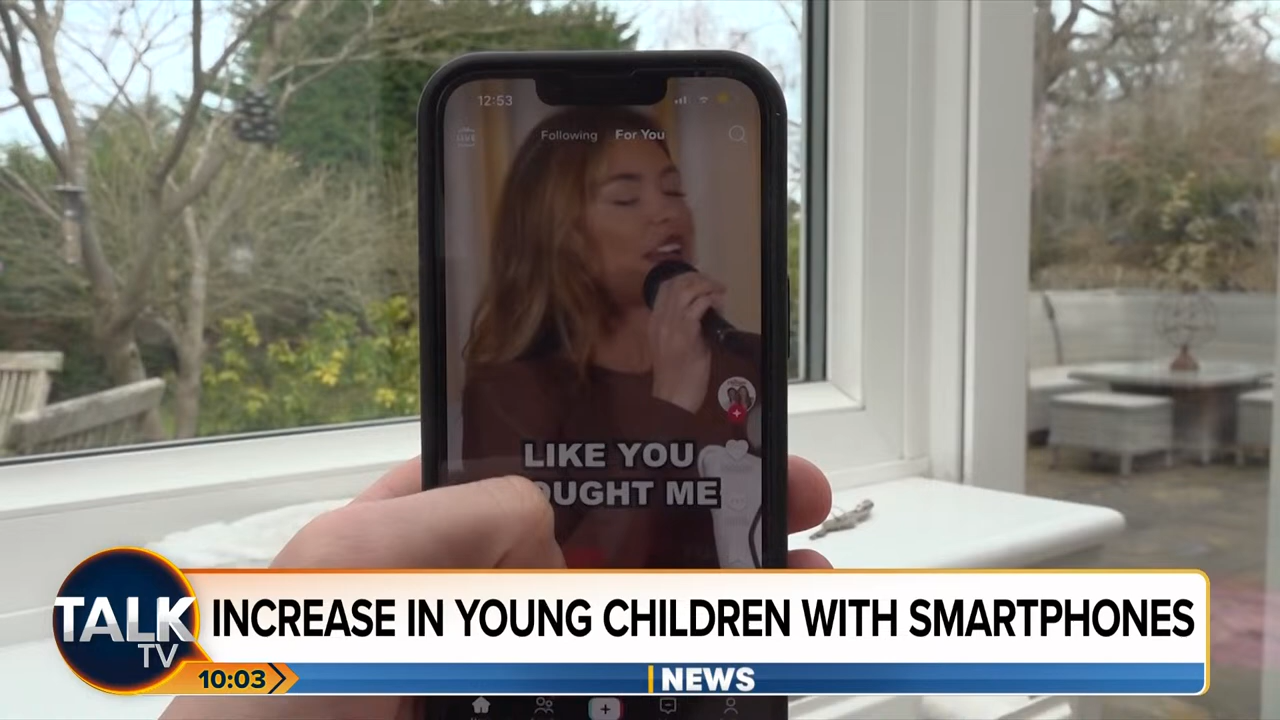 12:53
LIVE
Following For You
LIKE YOU
OUGHT ME
TALK
TV
INCREASE IN YOUNG CHILDREN WITH SMARTPHONES
10:03
NEWS